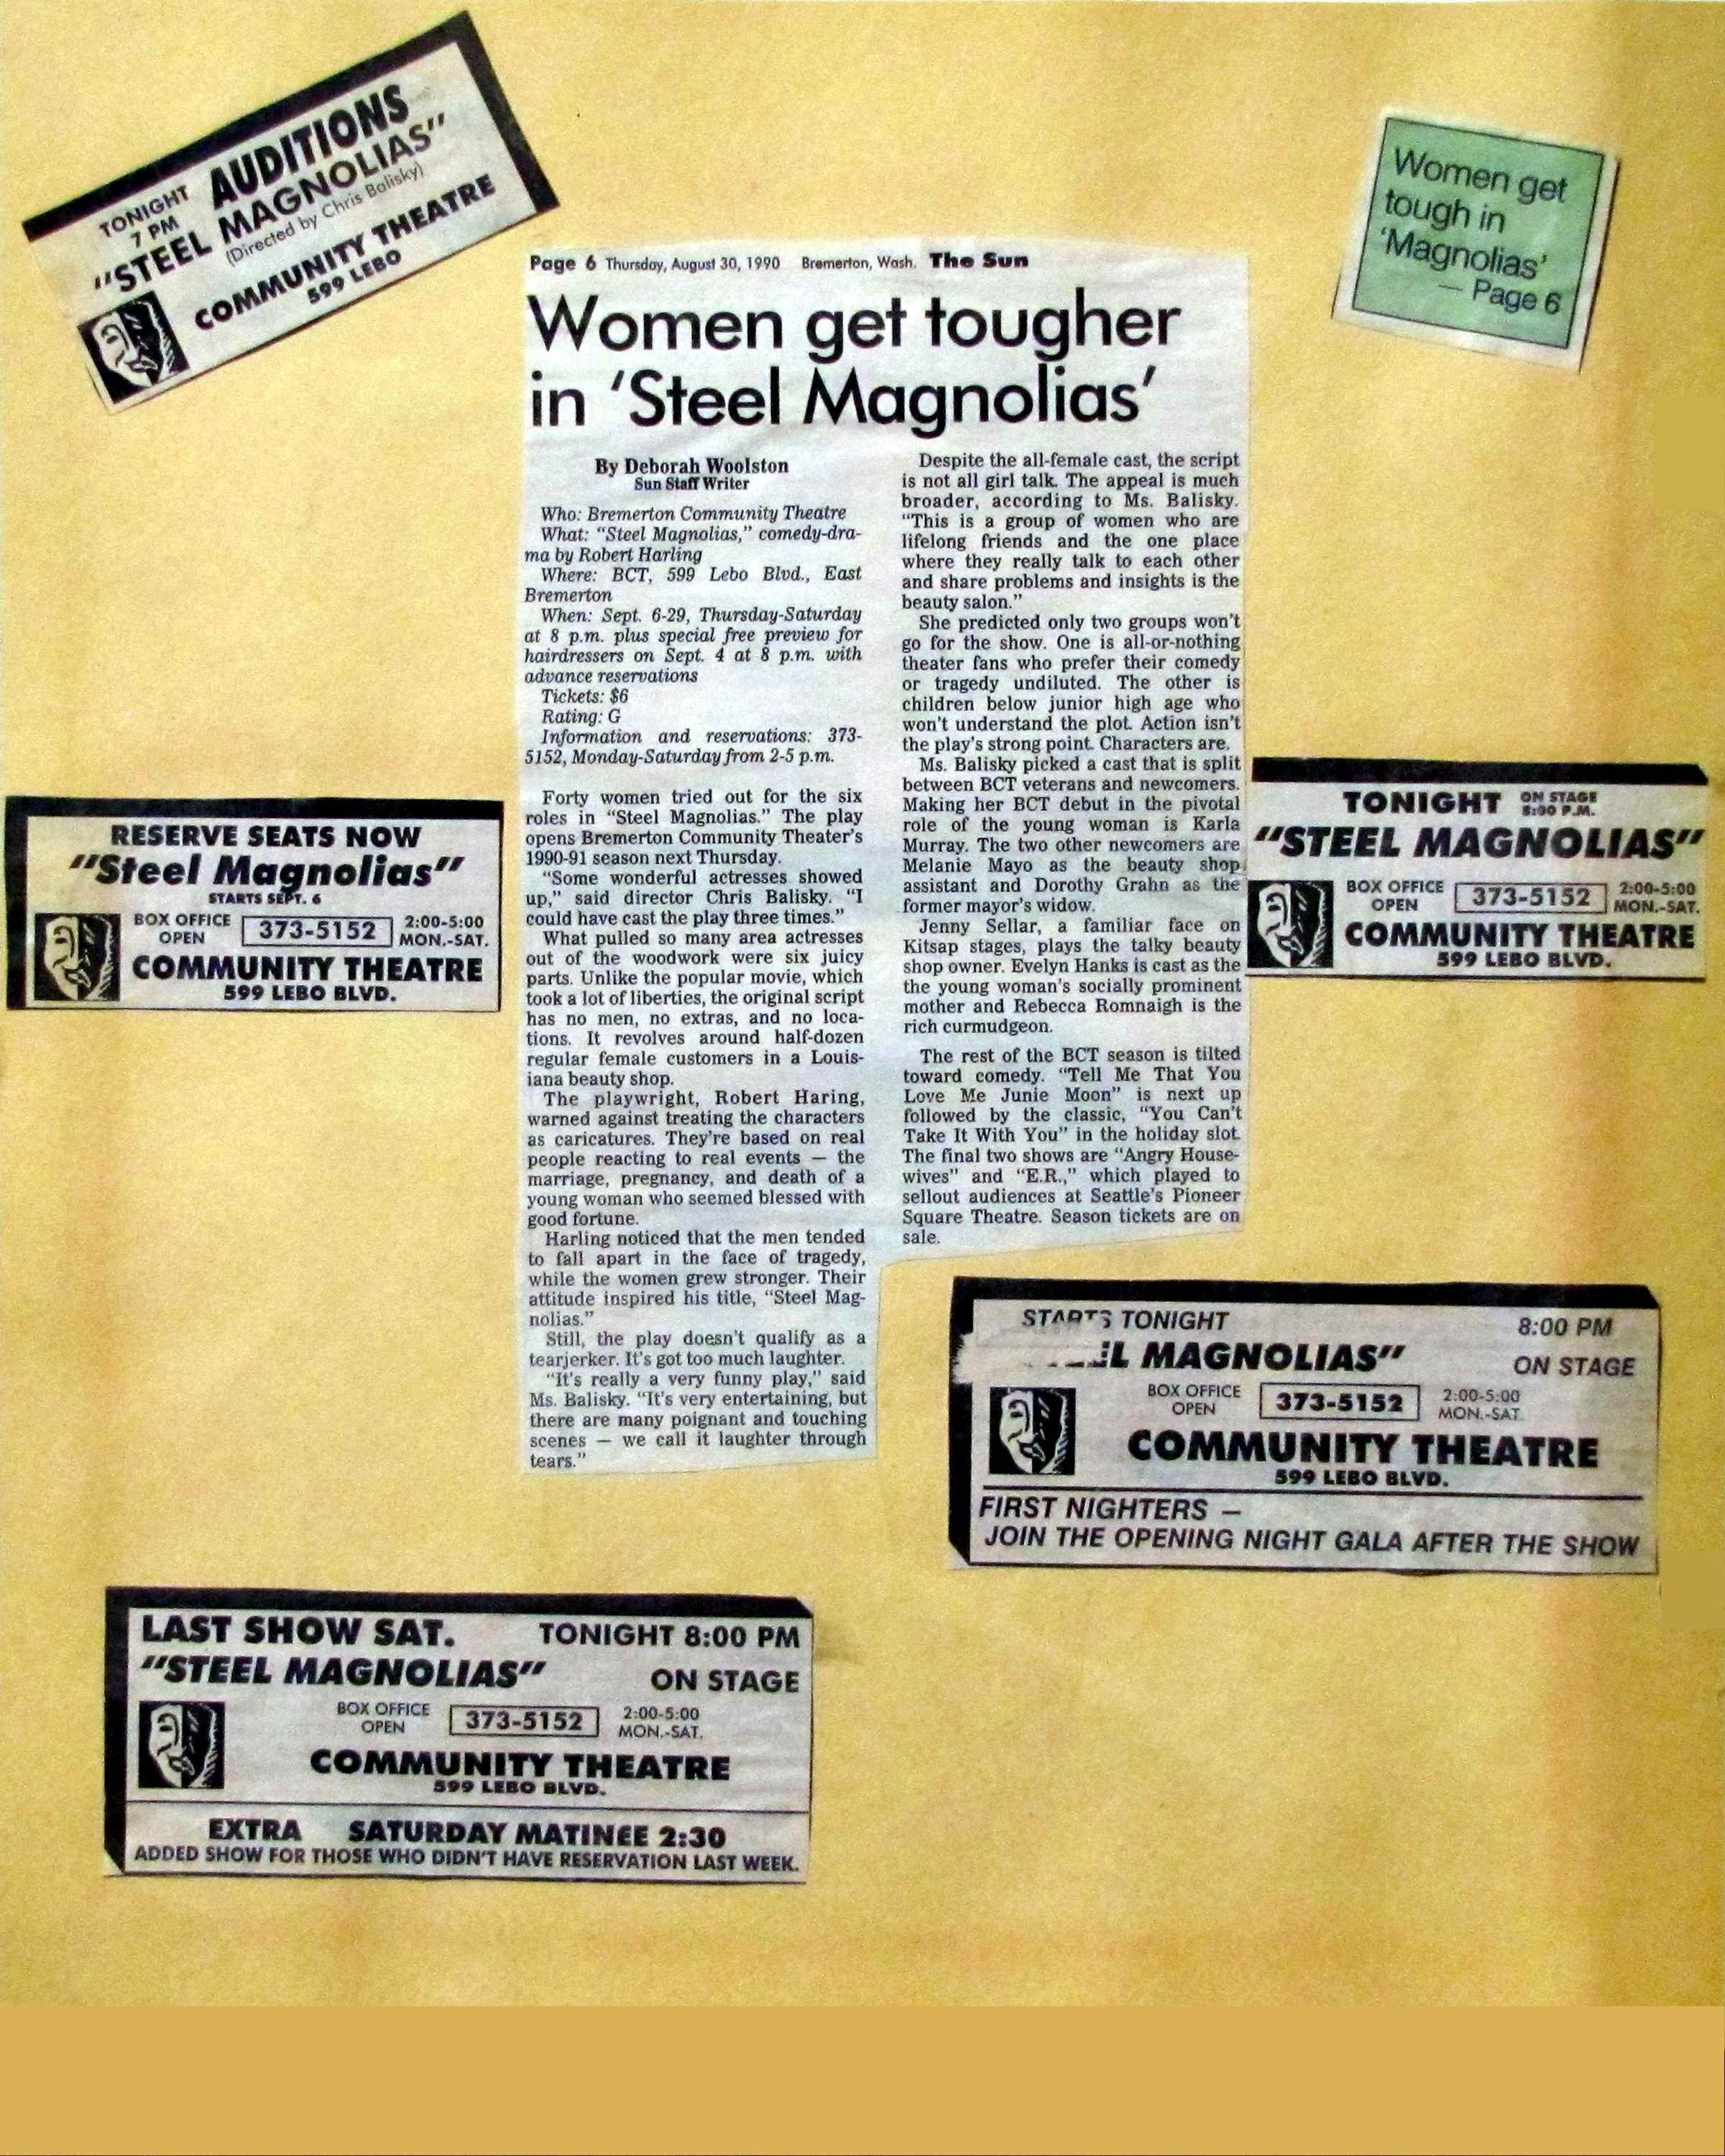 TONIGHT AUDITIONS
7 PM
"STEEL MAGNOLIAS"
(Directed by Chris Balisky)
COMMUNITY THEATRE
599 LEBO
Women get
tough in
'Magnolias'
— Page 6
Page 6 Thursday, August 30, 1990 Bremerton, Wash. The Sun
Women get tougher
in 'Steel Magnolias'
By Deborah Woolston
Sun Staff Writer
Who: Bremerton Community Theatre
What: "Steel Magnolias," comedy-dra-
ma by Robert Harling
Where: BCT, 599 Lebo Blvd., East
Bremerton
When: Sept. 6-29, Thursday-Saturday
at 8 p.m. plus special free preview for
hairdressers on Sept. 4 at 8 p.m. with
advance reservations
Tickets: $6
Rating: G
Information and reservations: 373-
5152, Monday-Saturday from 2-5 p.m.
Forty women tried out for the six
roles in "Steel Magnolias." The play
opens Bremerton Community Theater's
1990-91 season next Thursday.
"Some wonderful actresses showed
up," said director Chris Balisky. "I
could have cast the play three times."
What pulled so many area actresses
out of the woodwork were six juicy
parts. Unlike the popular movie, which
took a lot of liberties, the original script
has no men, no extras, and no loca-
tions. It revolves around half-dozen
regular female customers in a Louis-
iana beauty shop.
The playwright, Robert Haring,
warned against treating the characters
as caricatures. They're based on real
people reacting to real events — the
marriage, pregnancy, and death of a
young woman who seemed blessed with
good fortune.
Harling noticed that the men tended
to fall apart in the face of tragedy,
while the women grew stronger. Their
attitude inspired his title, "Steel Mag-
nolias."
Still, the play doesn't qualify as a
tearjerker. It's got too much laughter.
"It's really a very funny play," said
Ms. Balisky. "It's very entertaining, but
there are many poignant and touching
scenes — we call it laughter through
tears."
Despite the all-female cast, the script
is not all girl talk. The appeal is much
broader, according to Ms. Balisky.
"This is a group of women who are
lifelong friends and the one place
where they really talk to each other
and share problems and insights is the
beauty salon."
She predicted only two groups won't
go for the show. One is all-or-nothing
theater fans who prefer their comedy
or tragedy undiluted. The other is
children below junior high age who
won't understand the plot. Action isn't
the play's strong point. Characters are.
Ms. Balisky picked a cast that is split
between BCT veterans and newcomers.
Making her BCT debut in the pivotal
role of the young woman is Karla
Murray. The two other newcomers are
Melanie Mayo as the beauty shop
assistant and Dorothy Grahn as the
former mayor's widow.
Jenny Sellar, a familiar face on
Kitsap stages, plays the talky beauty
shop owner. Evelyn Hanks is cast as the
the young woman's socially prominent
mother and Rebecca Romnaigh is the
rich curmudgeon.
The rest of the BCT season is tilted
toward comedy. "Tell Me That You
Love Me Junie Moon" is next up
followed by the classic, "You Can't
Take It With You" in the holiday slot.
The final two shows are "Angry House-
wives" and "E.R.," which played to
sellout audiences at Seattle's Pioneer
Square Theatre. Season tickets are on
sale.
RESERVE SEATS NOW
"Steel Magnolias"
STARTS SEPT. 6
BOX OFFICE OPEN 373-5152 2:00-5:00 MON.-SAT.
COMMUNITY THEATRE
599 LEBO BLVD.
TONIGHT ON STAGE 8:00 P.M.
"STEEL MAGNOLIAS"
BOX OFFICE OPEN 373-5152 2:00-5:00 MON.-SAT.
COMMUNITY THEATRE
599 LEBO BLVD.
STARTS TONIGHT 8:00 PM
EL MAGNOLIAS" ON STAGE
BOX OFFICE OPEN 373-5152 2:00-5:00 MON.-SAT.
COMMUNITY THEATRE
599 LEBO BLVD.
FIRST NIGHTERS —
JOIN THE OPENING NIGHT GALA AFTER THE SHOW
LAST SHOW SAT. TONIGHT 8:00 PM
"STEEL MAGNOLIAS" ON STAGE
BOX OFFICE OPEN 373-5152 2:00-5:00 MON.-SAT.
COMMUNITY THEATRE
599 LEBO BLVD.
EXTRA SATURDAY MATINEE 2:30
ADDED SHOW FOR THOSE WHO DIDN'T HAVE RESERVATION LAST WEEK.